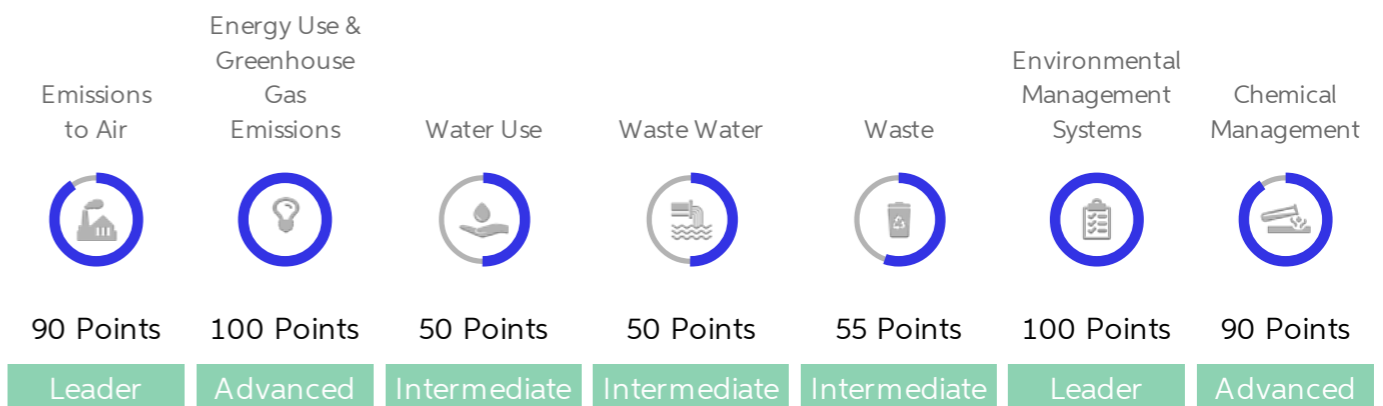 Emissions
to Air
90 Points
Leader
Energy Use &
Greenhouse
Gas
Emissions
100 Points
Advanced
Water Use
50 Points
Intermediate
Waste Water
50 Points
Intermediate
Waste
55 Points
Intermediate
Environmental
Management
Systems
100 Points
Leader
Chemical
Management
90 Points
Advanced